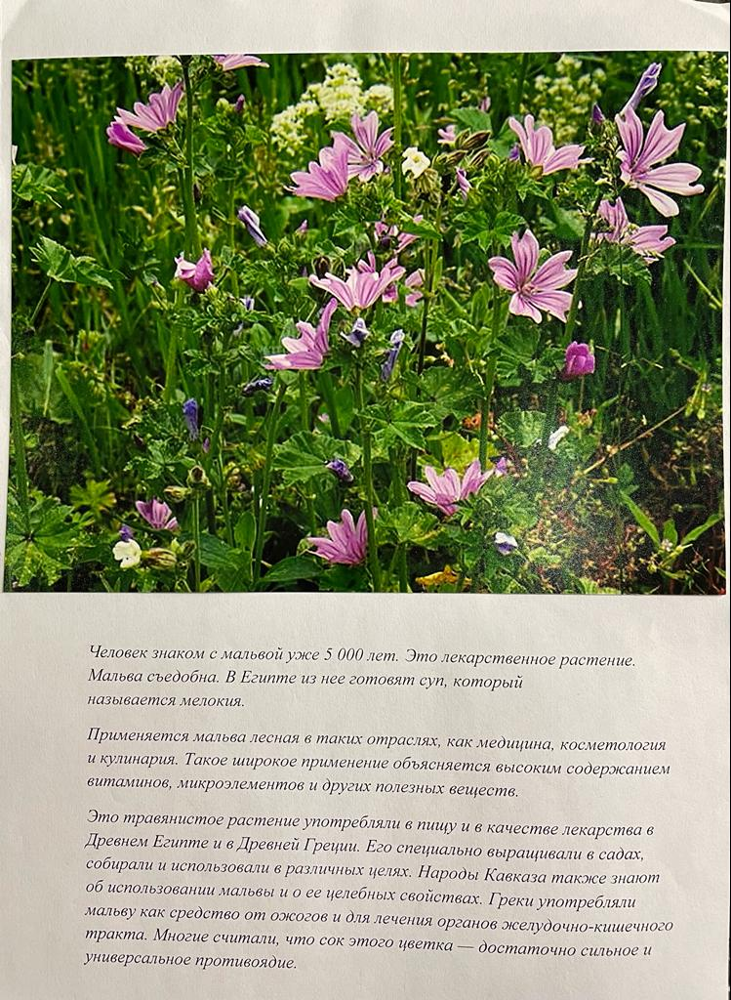 Человек знаком с мальвой уже 5 000 лет. Это лекарственное растение.
Мальва съедобна. В Египте из нее готовят суп, который
называется мелокия.
Применяется мальва лесная в таких отраслях, как медицина, косметология
и кулинария. Такое широкое применение объясняется высоким содержанием
витаминов, микроэлементов и других полезных веществ.
Это травянистое растение употребляли в пищу и в качестве лекарства в
Древнем Египте и в Древней Греции. Его специально выращивали в садах,
собирали и использовали в различных целях. Народы Кавказа также знают
об использовании мальвы и о ее целебных свойствах. Греки употребляли
мальву как средство от ожогов и для лечения органов желудочно-кишечного
тракта. Многие считали, что сок этого цветка — достаточно сильное и
универсальное противоядие.